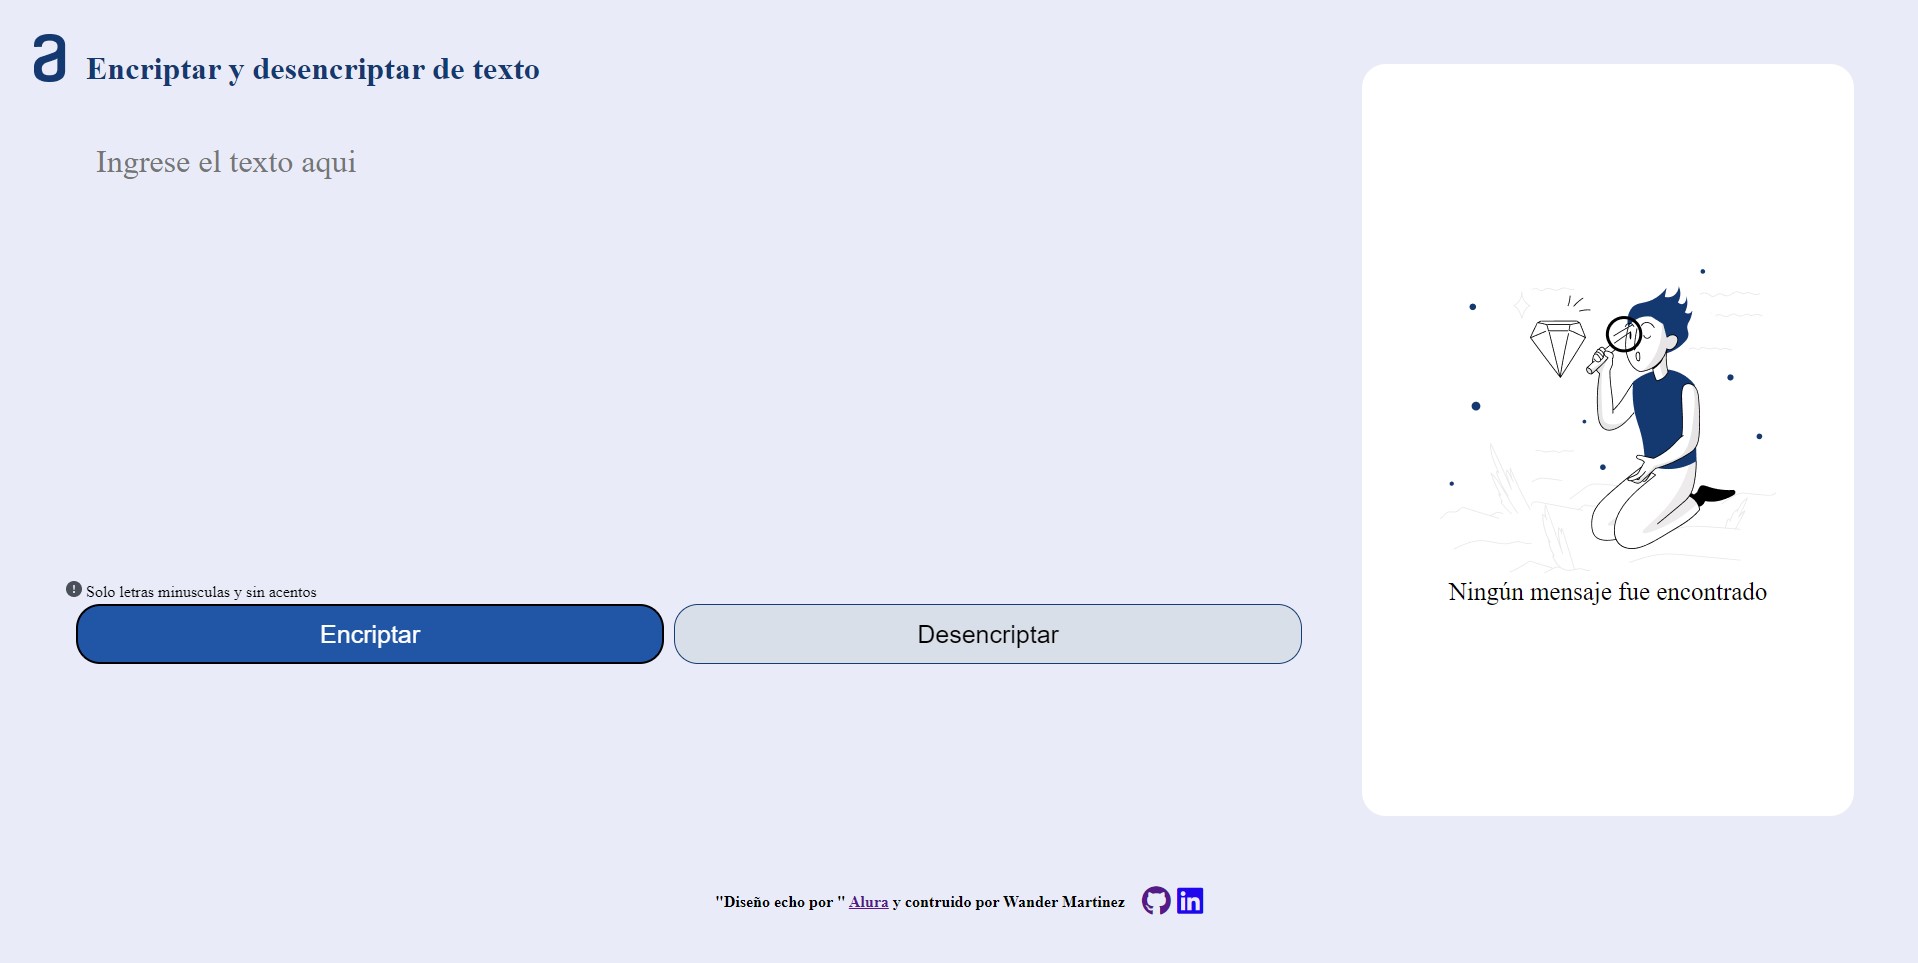 a Encriptar y desencriptar de texto
Ingrese el texto aqui
Solo letras minusculas y sin acentos
Encriptar
Desencriptar
Ningún mensaje fue encontrado
"Diseño echo por " Alura y contruido por Wander Martinez in